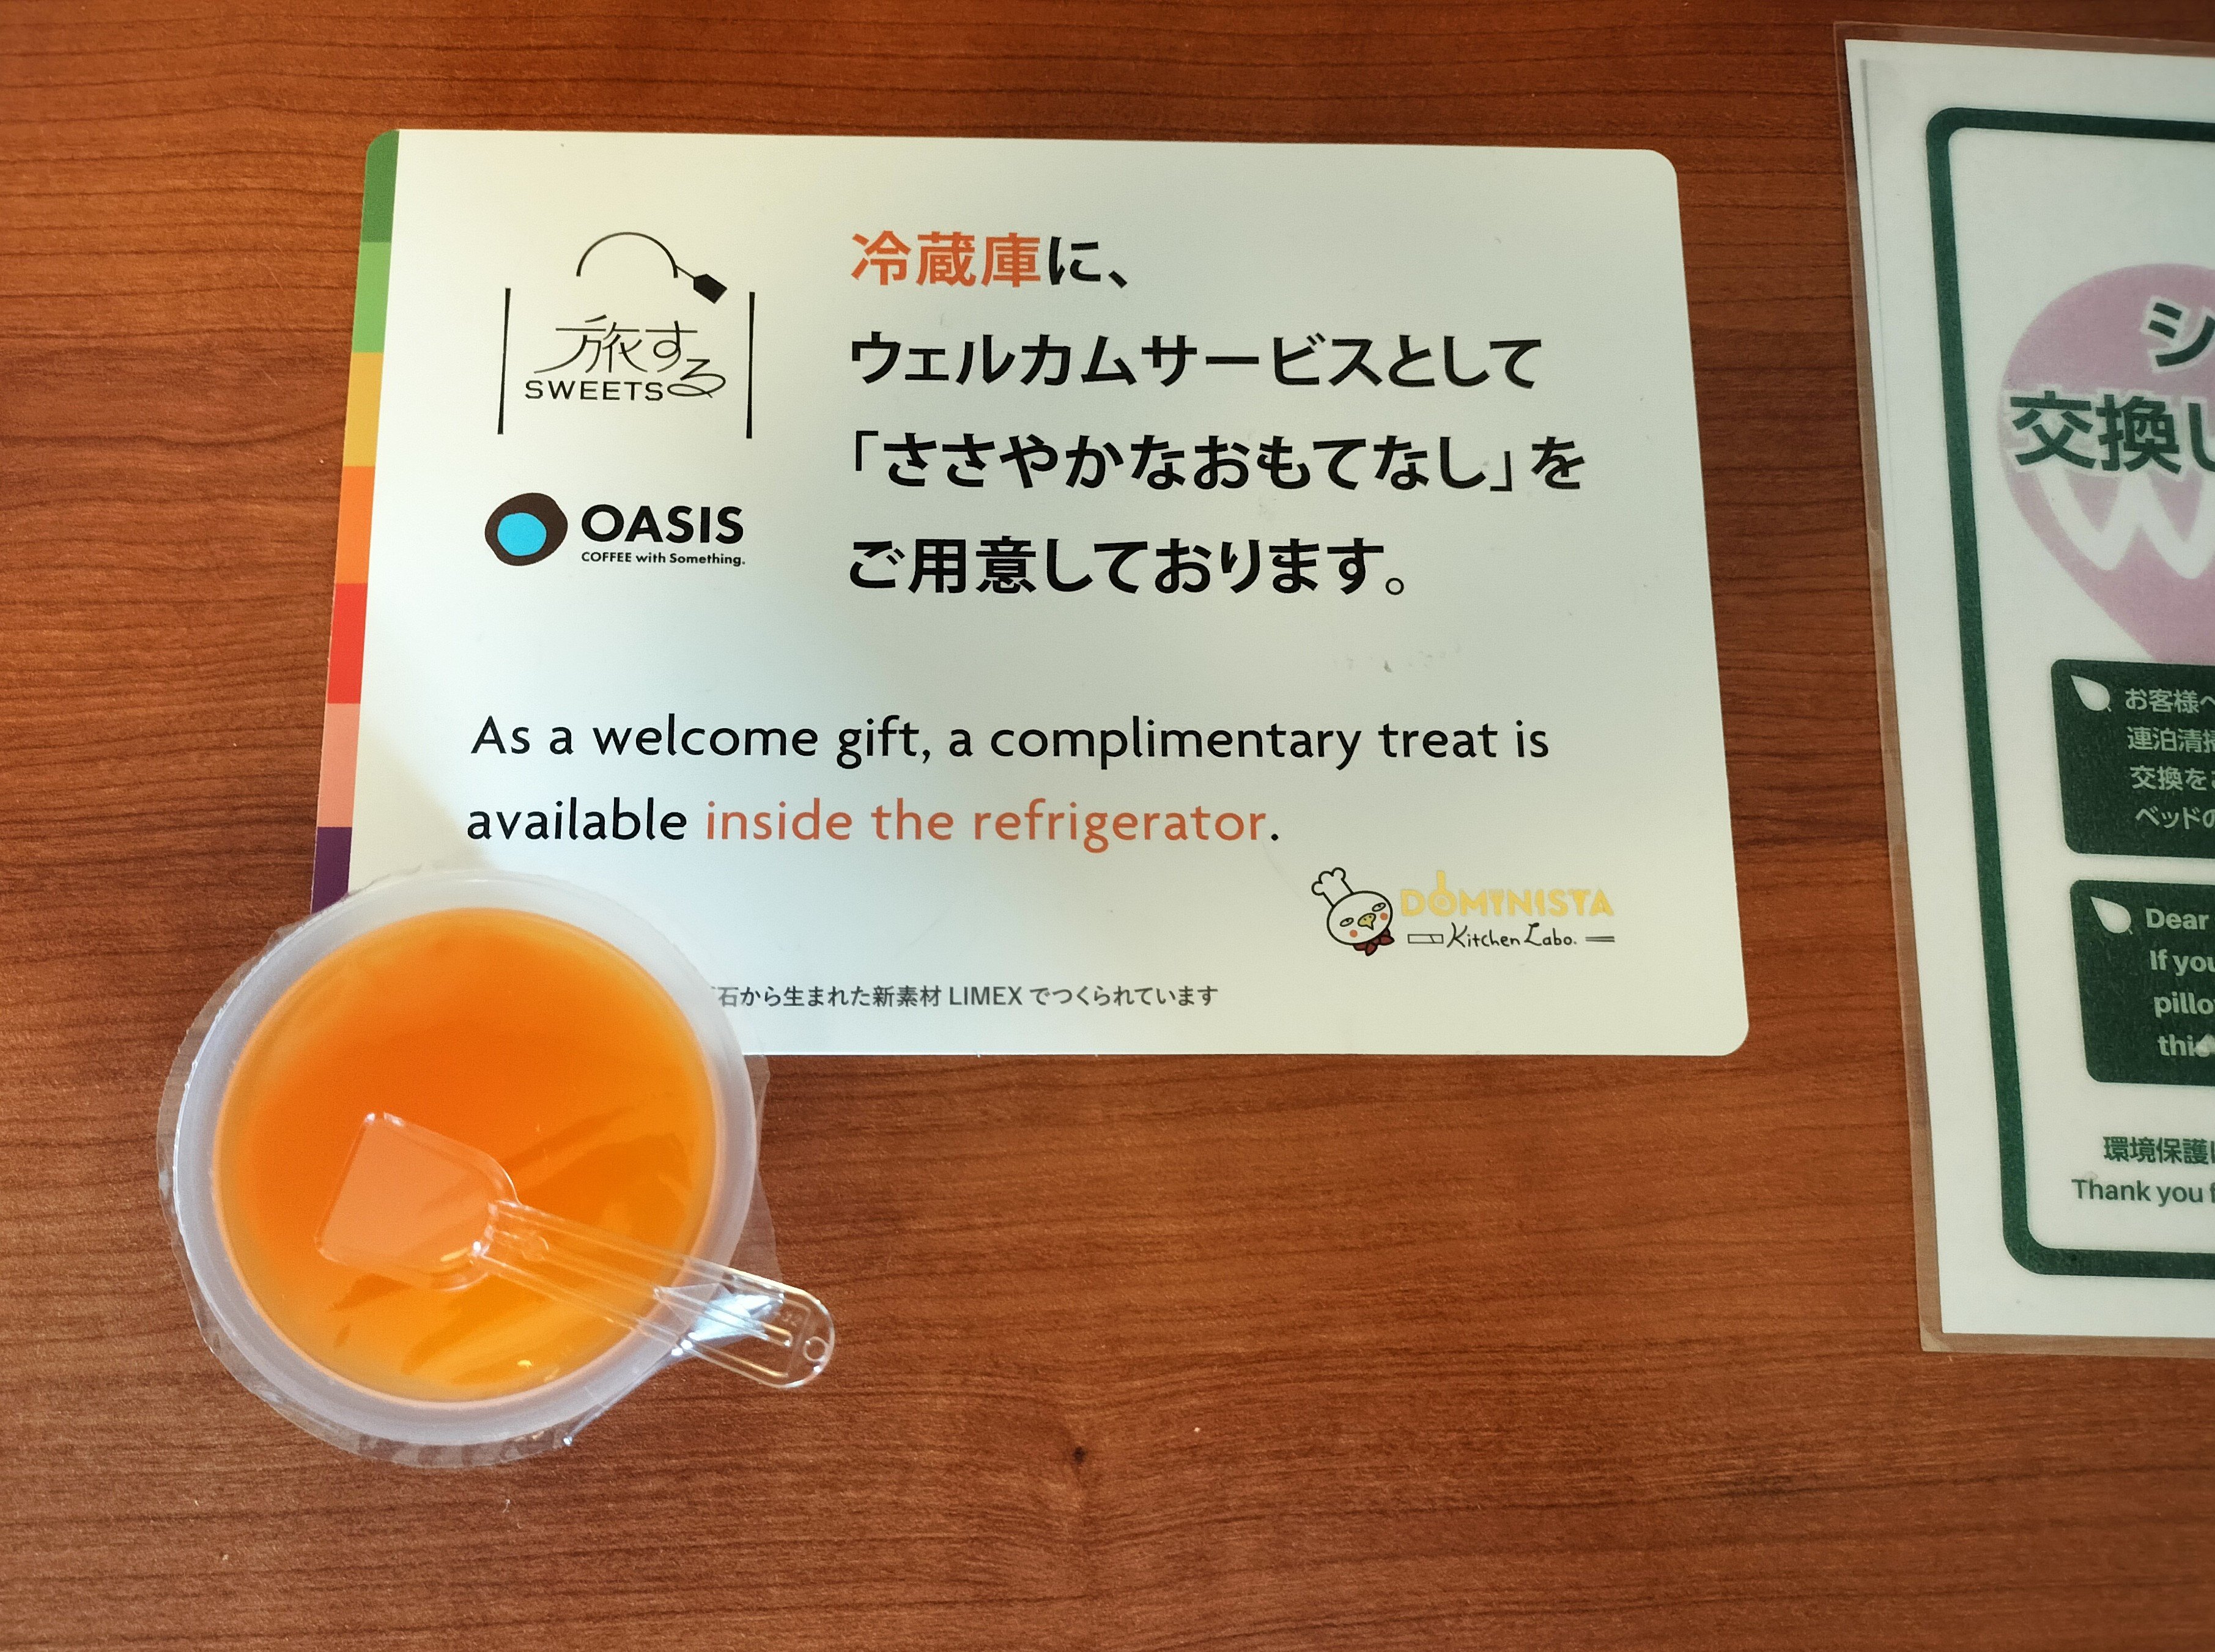 旅する
SWEETS
OASIS
COFFEE with Something.
冷蔵庫に、
ウェルカムサービスとして
「ささやかなおもてなし」を
ご用意しております。
As a welcome gift, a complimentary treat is
available inside the refrigerator.
DOMINISTA
Kitchen Labo.
石から生まれた新素材 LIMEX でつくられています
シ
交換し
W
お客様へ
連泊清掃
交換を
ベッドの
Dear
If you
this
環境保護
Thank you